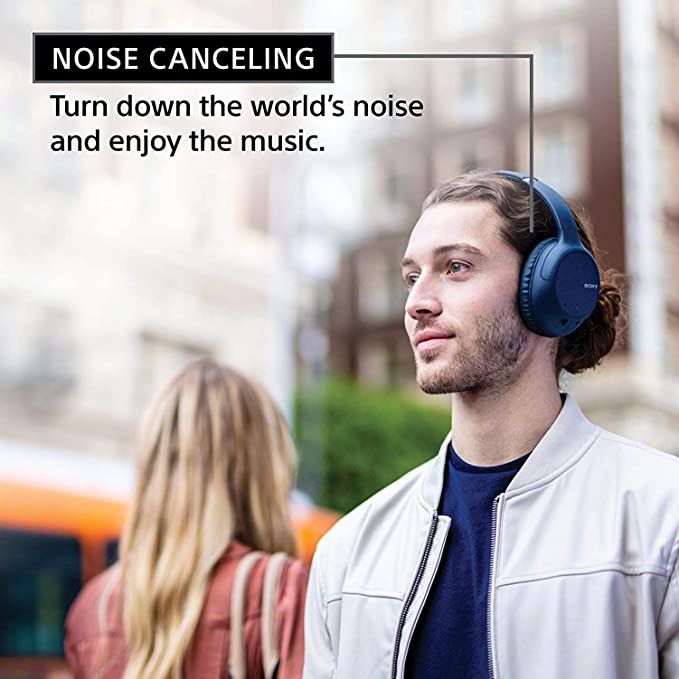 NOISE CANCELING
Turn down the world’s noise
and enjoy the music.
SONY